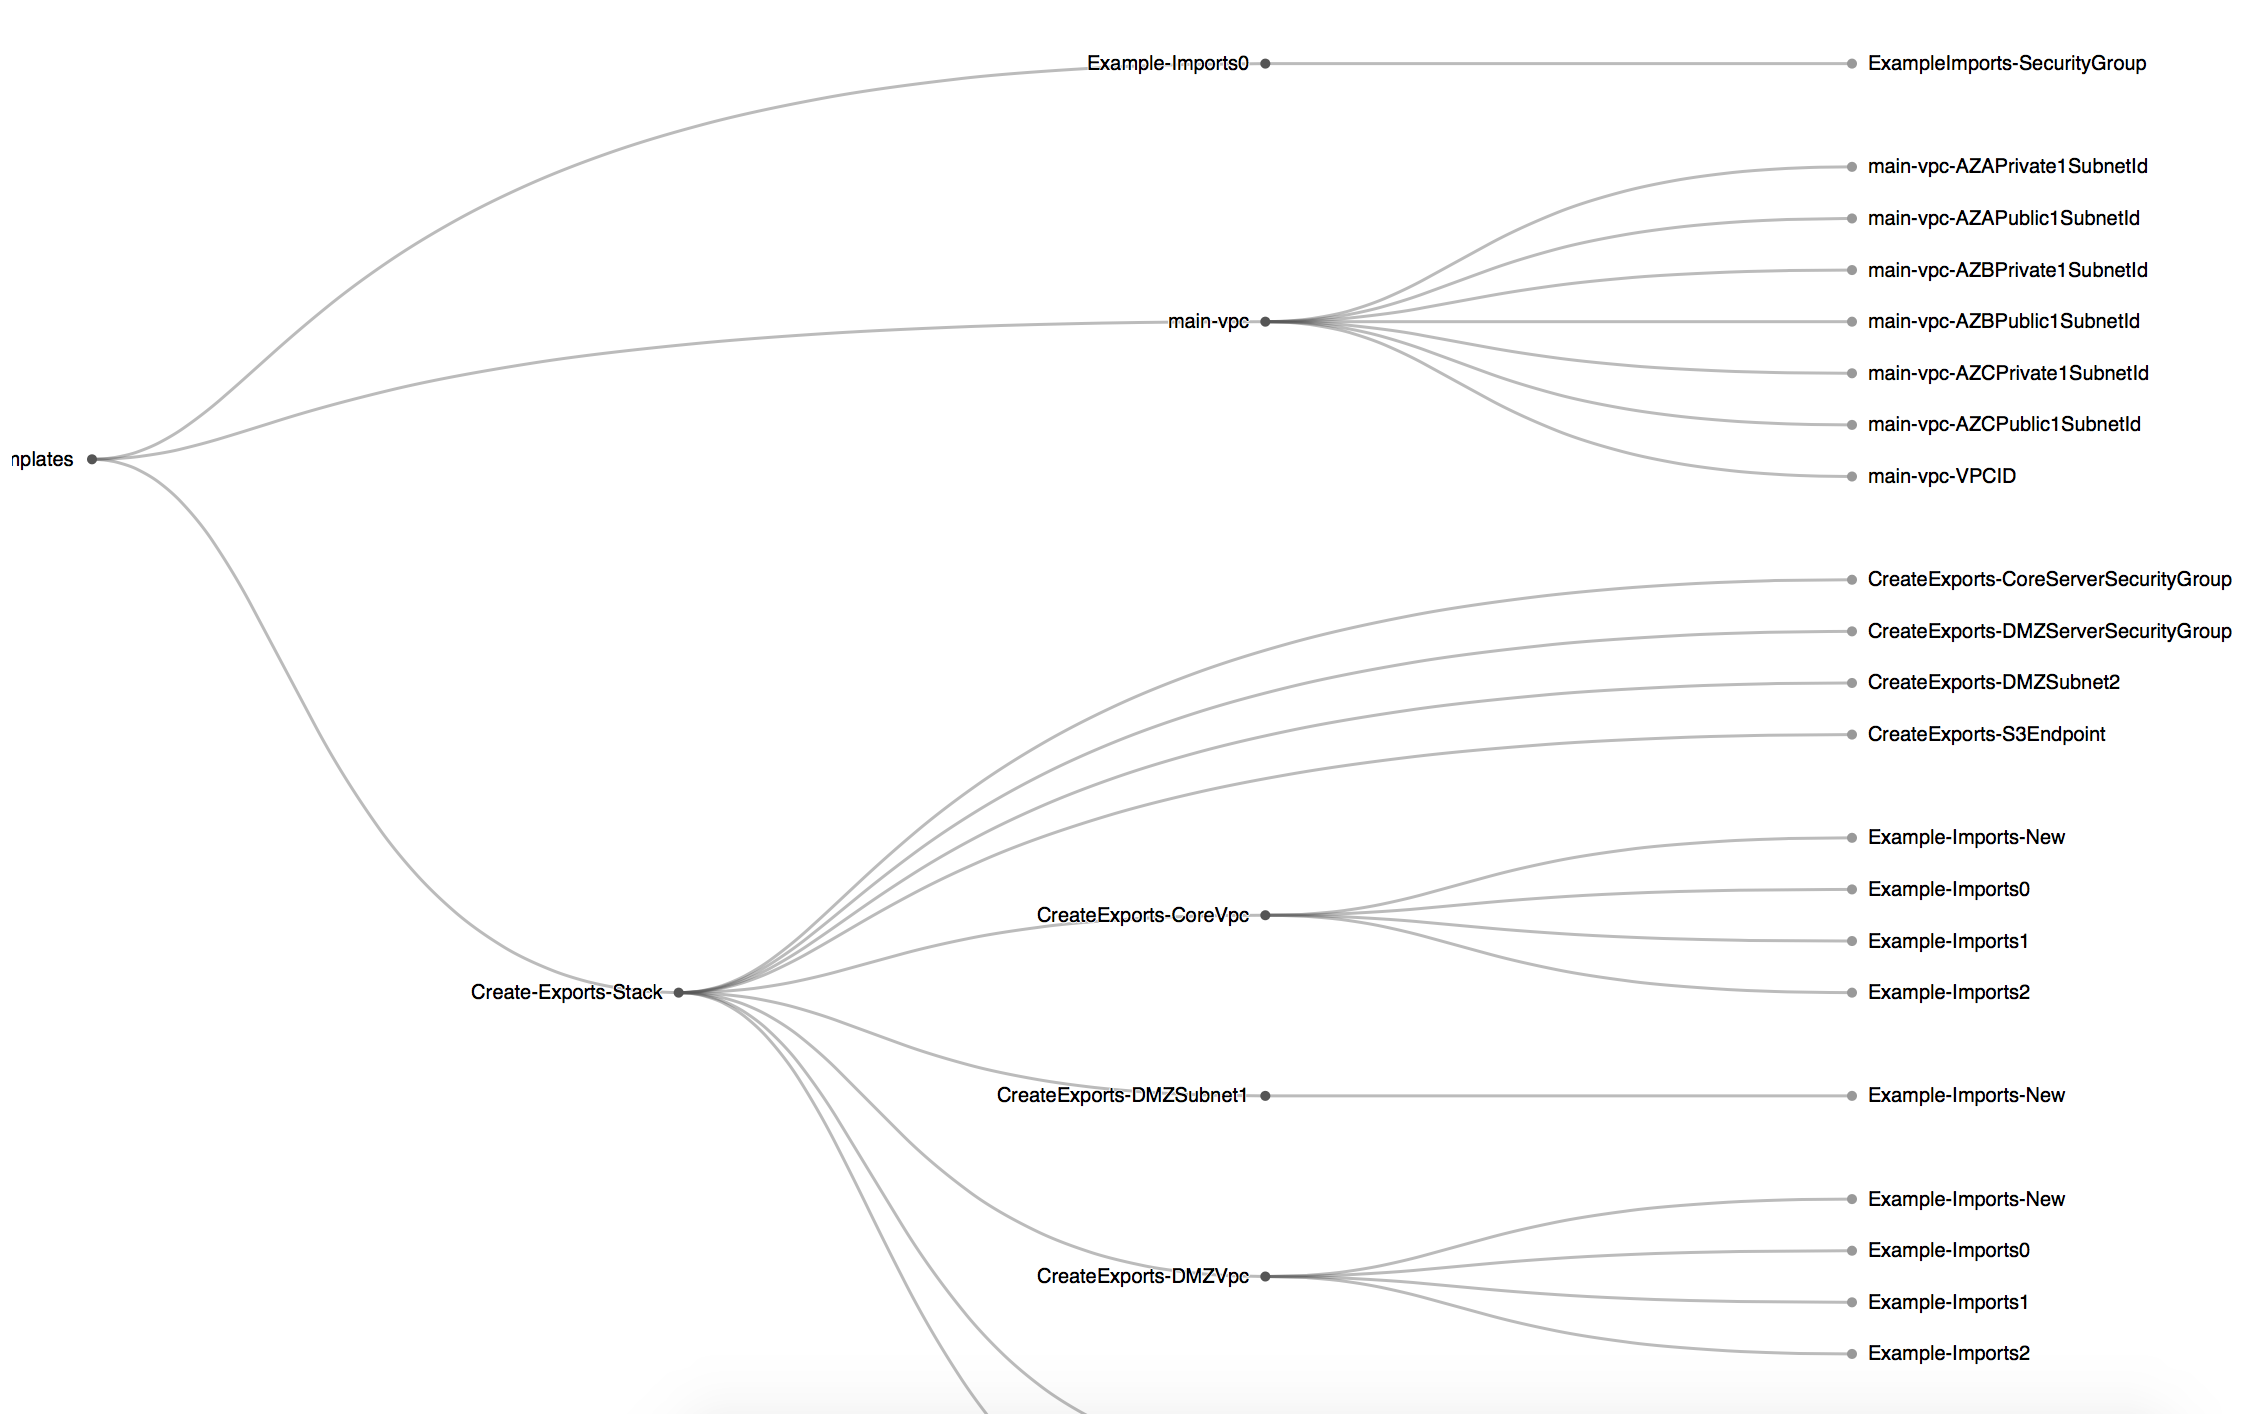 Example-Imports0
ExampleImports-SecurityGroup
main-vpc-AZAPrivate1SubnetId
main-vpc-AZAPublic1SubnetId
main-vpc-AZBPrivate1SubnetId
main-vpc
main-vpc-AZBPublic1SubnetId
main-vpc-AZCPrivate1SubnetId
main-vpc-AZCPublic1SubnetId
main-vpc-VPCID
CreateExports-CoreServerSecurityGroup
CreateExports-DMZServerSecurityGroup
CreateExports-DMZSubnet2
CreateExports-S3Endpoint
Example-Imports-New
Example-Imports0
CreateExports-CoreVpc
Example-Imports1
Create-Exports-Stack
Example-Imports2
CreateExports-DMZSubnet1
Example-Imports-New
Example-Imports-New
Example-Imports0
CreateExports-DMZVpc
Example-Imports1
Example-Imports2